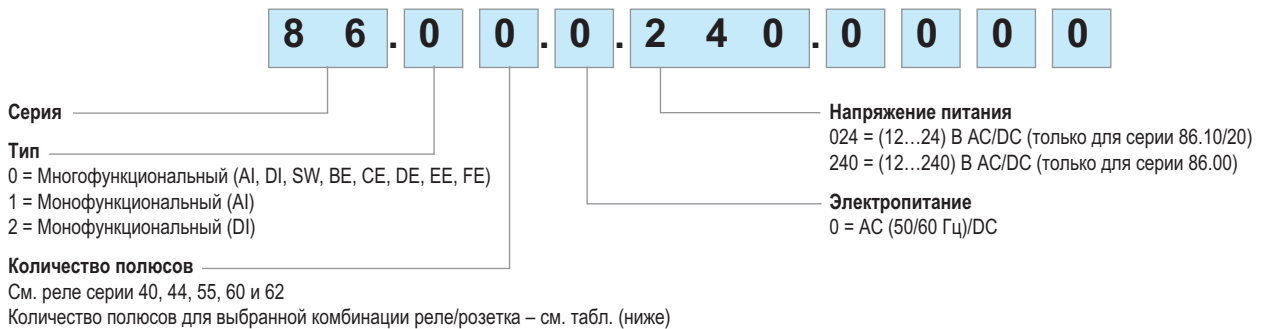 8 6 . 0 0 . 0 . 2 4 0 . 0 0 0 0
Серия
Тип
0 = Многофункциональный (AI, DI, SW, BE, CE, DE, EE, FE)
1 = Монофункциональный (AI)
2 = Монофункциональный (DI)
Количество полюсов
См. реле серии 40, 44, 55, 60 и 62
Количество полюсов для выбранной комбинации реле/розетка – см. табл. (ниже)
Напряжение питания
024 = (12…24) В AC/DC (только для серии 86.10/20)
240 = (12…240) В AC/DC (только для серии 86.00)
Электропитание
0 = AC (50/60 Гц)/DC